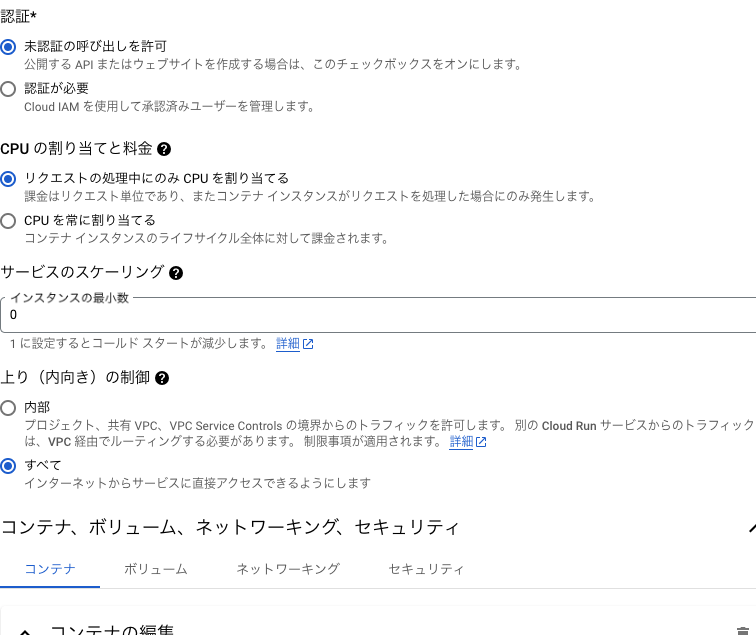 認証*
未認証の呼び出しを許可
公開する API またはウェブサイトを作成する場合は、このチェックボックスをオンにします。
認証が必要
Cloud IAM を使用して承認済みユーザーを管理します。
CPU の割り当てと料金
リクエストの処理中にのみ CPU を割り当てる
課金はリクエスト単位であり、またコンテナ インスタンスがリクエストを処理した場合にのみ発生します。
CPU を常に割り当てる
コンテナ インスタンスのライフサイクル全体に対して課金されます。
サービスのスケーリング
インスタンスの最小数
0
1 に設定するとコールド スタートが減少します。 詳細
上り（内向き）の制御
内部
プロジェクト、共有 VPC、VPC Service Controls の境界からのトラフィックを許可します。 別の Cloud Run サービスからのトラフィック
は、VPC 経由でルーティングする必要があります。 制限事項が適用されます。 詳細
すべて
インターネットからサービスに直接アクセスできるようにします
コンテナ、ボリューム、ネットワーキング、セキュリティ
コンテナ ボリューム ネットワーキング セキュリティ
コンテナの編集